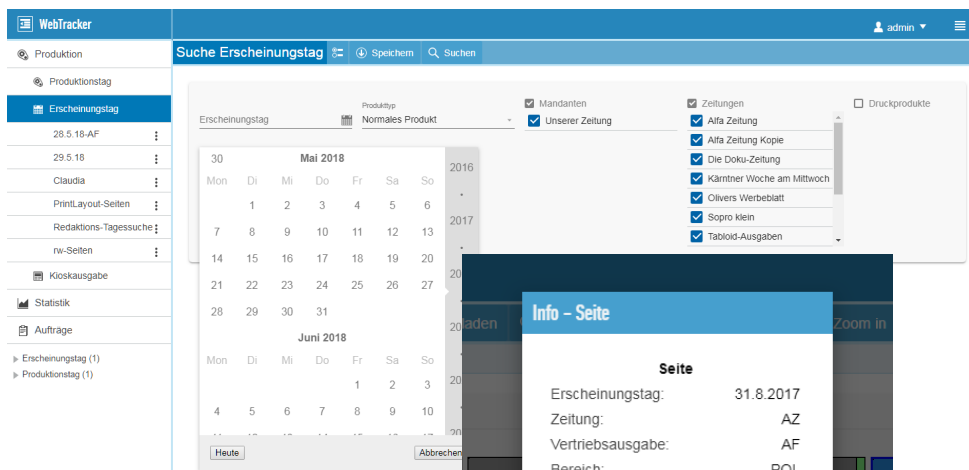 WebTracker
admin
Produktion
Suche Erscheinungstag
Speichern
Suchen
Produktionstag
Erscheinungstag
28.5.18-AF
29.5.18
Claudia
PrintLayout-Seiten
Redaktions-Tagessuche
rw-Seiten
Kioskausgabe
Statistik
Aufträge
Erscheinungstag (1)
Produktionstag (1)
Erscheinungstag
Produkttyp
Normales Produkt
Mandanten
Unserer Zeitung
Zeitungen
Alfa Zeitung
Alfa Zeitung Kopie
Die Doku-Zeitung
Kärntner Woche am Mittwoch
Olivers Werbeblatt
Sopro klein
Tabloid-Ausgaben
Druckprodukte
30 Mai 2018
Mon Di Mi Do Fr Sa So
1 2 3 4 5 6
7 8 9 10 11 12 13
14 15 16 17 18 19 20
21 22 23 24 25 26 27
28 29 30 31
Juni 2018
Mon Di Mi Do Fr Sa So
1 2 3
4 5 6 7 8 9 10
2016
2017
Heute
Abbrechen
laden
Zoom in
Info – Seite
Seite
Erscheinungstag: 31.8.2017
Zeitung: AZ
Vertriebsausgabe: AF
Bereich: POL